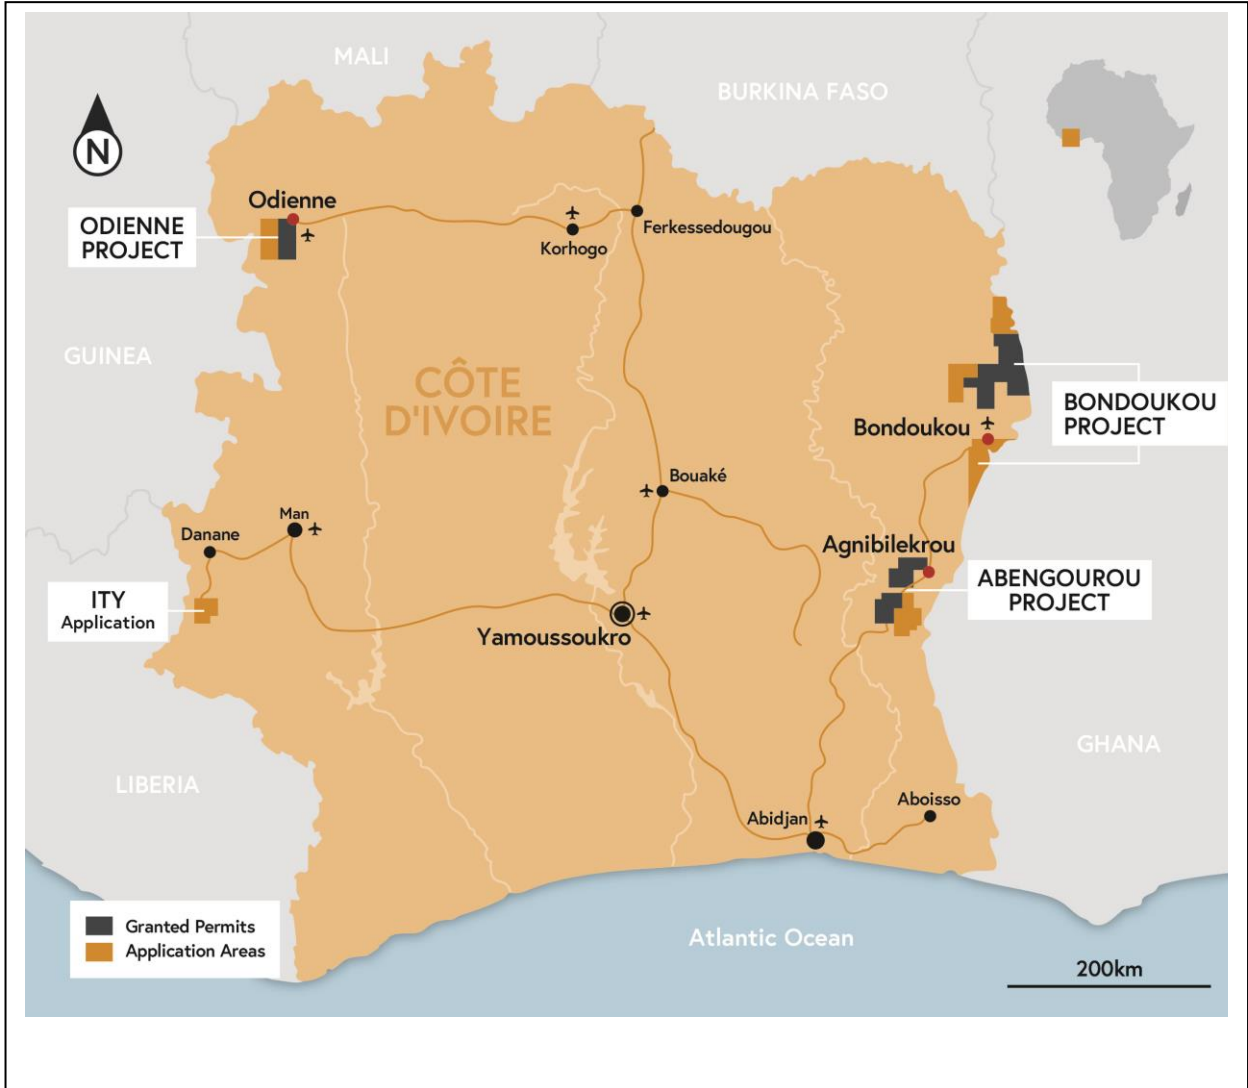 MALI
BURKINA FASO
N
Odienne
ODIENNE
PROJECT
Korhogo
Ferkessedougou
GUINEA
CÔTE
D'IVOIRE
BONDOUKOU
PROJECT
Bondoukou
Bouaké
Man
Danane
Agnibilekrou
ABENGOUROU
PROJECT
ITY
Application
Yamoussoukro
GHANA
LIBERIA
Aboisso
Abidjan
Granted Permits
Application Areas
Atlantic Ocean
200km